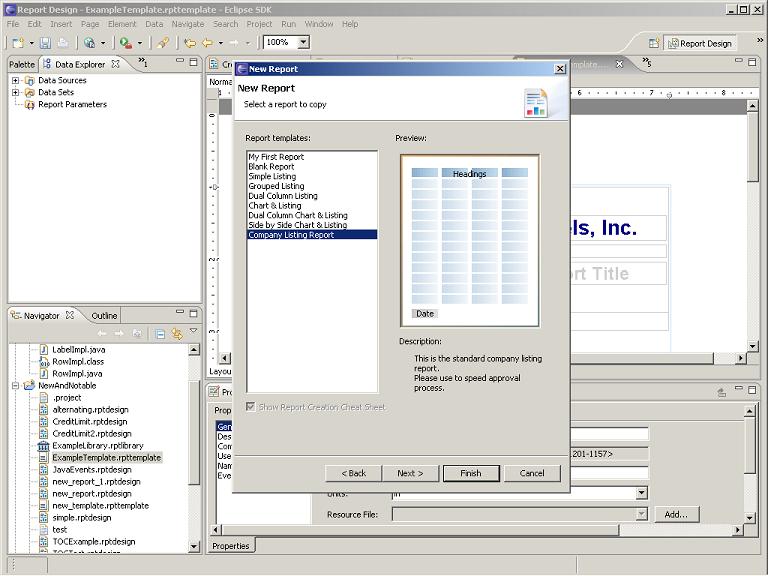 Report Design - ExampleTemplate.rpttemplate - Eclipse SDK
File Edit Insert Page Element Data Navigate Search Project Run Window Help
100%
Report Design
Palette Data Explorer 1
Data Sources
Data Sets
Report Parameters
Norma
6 7 8
New Report
New Report
Select a report to copy
Report templates:
My First Report
Blank Report
Simple Listing
Grouped Listing
Dual Column Listing
Chart & Listing
Dual Column Chart & Listing
Side by Side Chart & Listing
Company Listing Report
Show Report Creation Cheat Sheet
Preview:
Headings
Date
Description:
This is the standard company listing
report.
Please use to speed approval
process.
< Back Next > Finish Cancel
els, Inc.
ort Title
Navigator Outline
LabelImpl.java
RowImpl.class
RowImpl.java
NewAndNotable
.project
alternating.rptdesign
CreditLimit.rptdesign
CreditLimit2.rptdesign
ExampleLibrary.rptlibrary
ExampleTemplate.rpttemplate
JavaEvents.rptdesign
new_report_1.rptdesign
new_report.rptdesign
new_template.rpttemplate
simple.rptdesign
test
TOCExample.rptdesign
TOCTest.rptdesign
Layou
Pro
Prop
Gen
Des
Com
Use
Nam
Eve
201-1157>
Units: in
Resource File: Add...
Properties